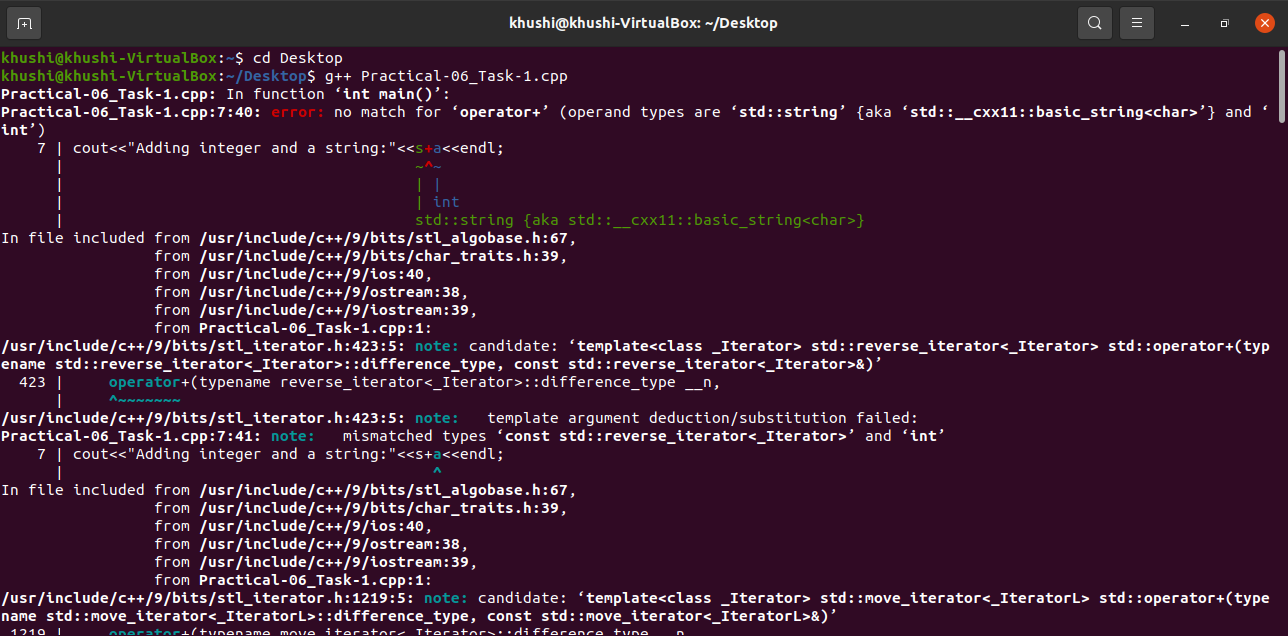 khushi@khushi-VirtualBox: ~/Desktop
khushi@khushi-VirtualBox:~$ cd Desktop
khushi@khushi-VirtualBox:~/Desktop$ g++ Practical-06_Task-1.cpp
Practical-06_Task-1.cpp: In function ‘int main()’:
Practical-06_Task-1.cpp:7:40: error: no match for ‘operator+’ (operand types are ‘std::string’ {aka ‘std::__cxx11::basic_string<char>’} and ‘
int’)
    7 | cout<<"Adding integer and a string:"<<s+a<<endl;
      |                                       ~^~
      |                                       | |
      |                                       | int
      |                                       std::string {aka std::__cxx11::basic_string<char>}
In file included from /usr/include/c++/9/bits/stl_algobase.h:67,
                 from /usr/include/c++/9/bits/char_traits.h:39,
                 from /usr/include/c++/9/ios:40,
                 from /usr/include/c++/9/ostream:38,
                 from /usr/include/c++/9/iostream:39,
                 from Practical-06_Task-1.cpp:1:
/usr/include/c++/9/bits/stl_iterator.h:423:5: note: candidate: ‘template<class _Iterator> std::reverse_iterator<_Iterator> std::operator+(typ
ename std::reverse_iterator<_Iterator>::difference_type, const std::reverse_iterator<_Iterator>&)’
  423 |     operator+(typename reverse_iterator<_Iterator>::difference_type __n,
      |     ^~~~~~~~
/usr/include/c++/9/bits/stl_iterator.h:423:5: note:   template argument deduction/substitution failed:
Practical-06_Task-1.cpp:7:41: note:   mismatched types ‘const std::reverse_iterator<_Iterator>’ and ‘int’
    7 | cout<<"Adding integer and a string:"<<s+a<<endl;
      |                                         ^
In file included from /usr/include/c++/9/bits/stl_algobase.h:67,
                 from /usr/include/c++/9/bits/char_traits.h:39,
                 from /usr/include/c++/9/ios:40,
                 from /usr/include/c++/9/ostream:38,
                 from /usr/include/c++/9/iostream:39,
                 from Practical-06_Task-1.cpp:1:
/usr/include/c++/9/bits/stl_iterator.h:1219:5: note: candidate: ‘template<class _Iterator> std::move_iterator<_IteratorL> std::operator+(type
name std::move_iterator<_IteratorL>::difference_type, const std::move_iterator<_IteratorL>&)’
 1219 |     operator+(typename move_iterator<_Iterator>::difference_type __n,